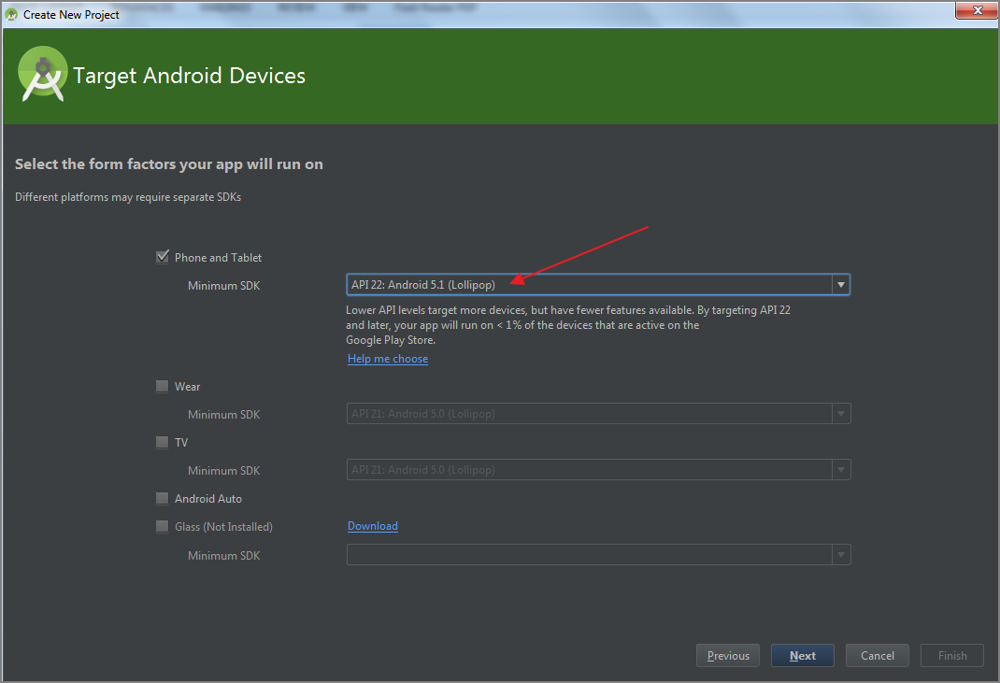 Create New Project
Target Android Devices
Select the form factors your app will run on
Different platforms may require separate SDKs
Phone and Tablet
Minimum SDK
API 22: Android 5.1 (Lollipop)
Lower API levels target more devices, but have fewer features available. By targeting API 22
and later, your app will run on < 1% of the devices that are active on the
Google Play Store.
Help me choose
Wear
Minimum SDK
API 21: Android 5.0 (Lollipop)
TV
Minimum SDK
API 21: Android 5.0 (Lollipop)
Android Auto
Glass (Not Installed)
Download
Minimum SDK
Previous
Next
Cancel
Finish